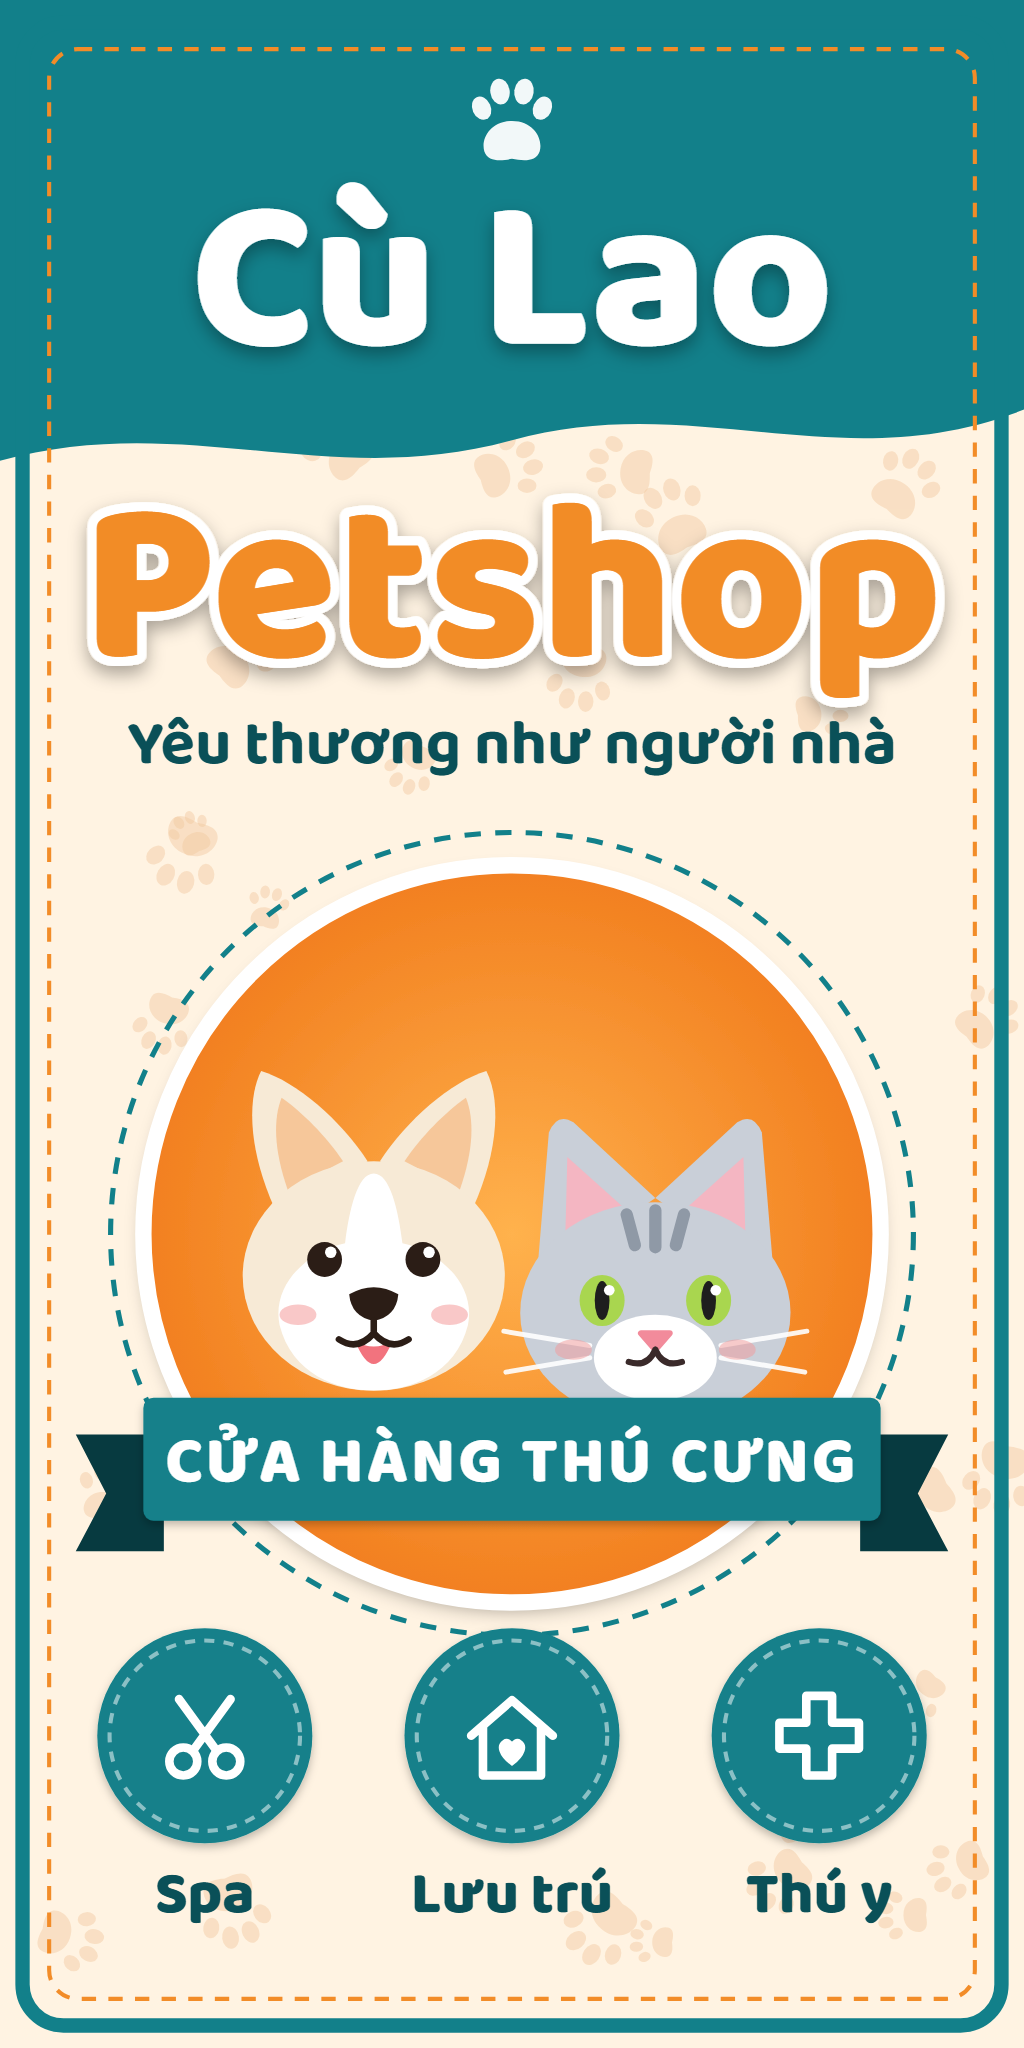 Cù Lao
Petshop
Yêu thương như người nhà
CỬA HÀNG THÚ CƯNG
Spa
Lưu trú
Thú y